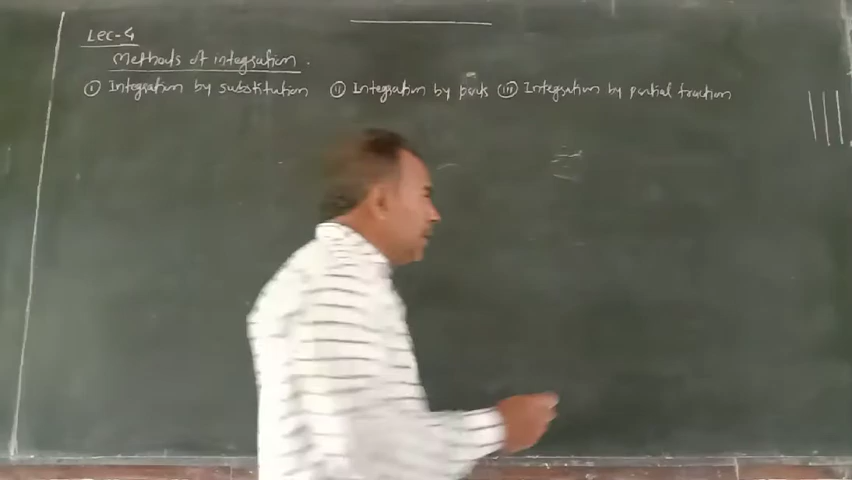 Lec-4
Methods of integration.
(i) Integration by substitution (ii) Integration by parts (iii) Integration by partial fraction